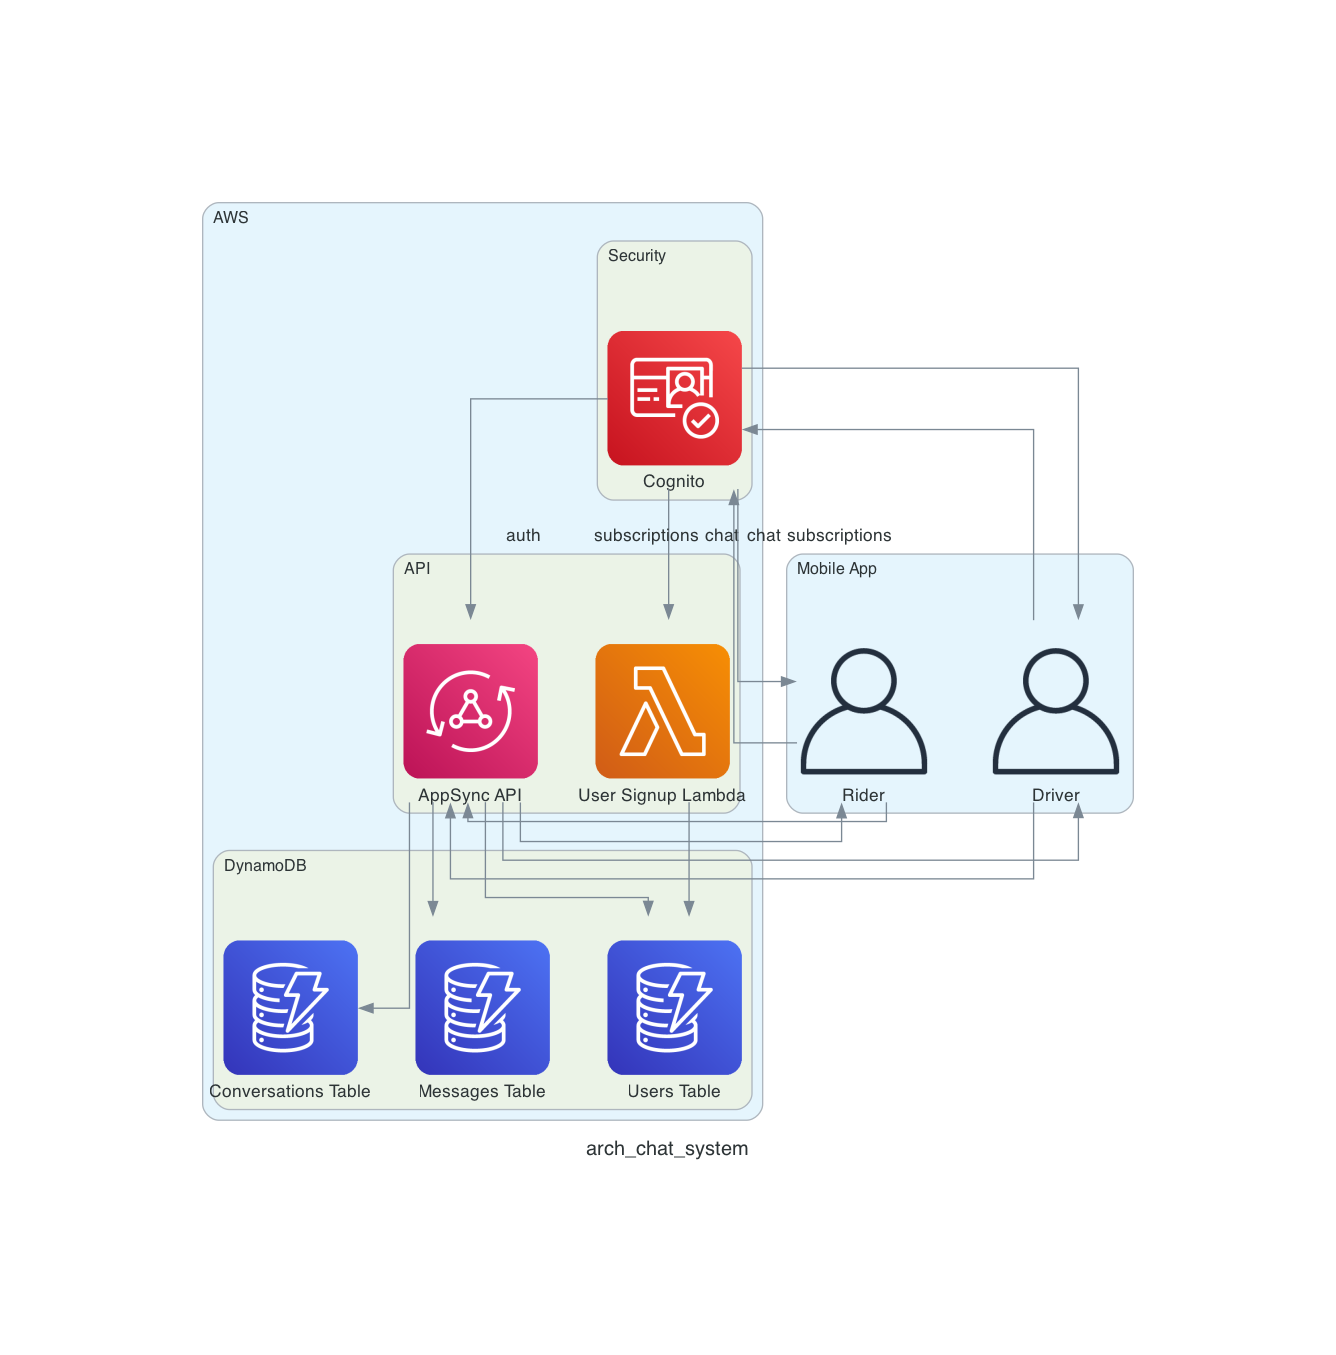 AWS
Security
Cognito
auth
subscriptions
chat
chat
subscriptions
API
Mobile App
AppSync API
User Signup Lambda
Rider
Driver
DynamoDB
Conversations Table
Messages Table
Users Table
arch_chat_system